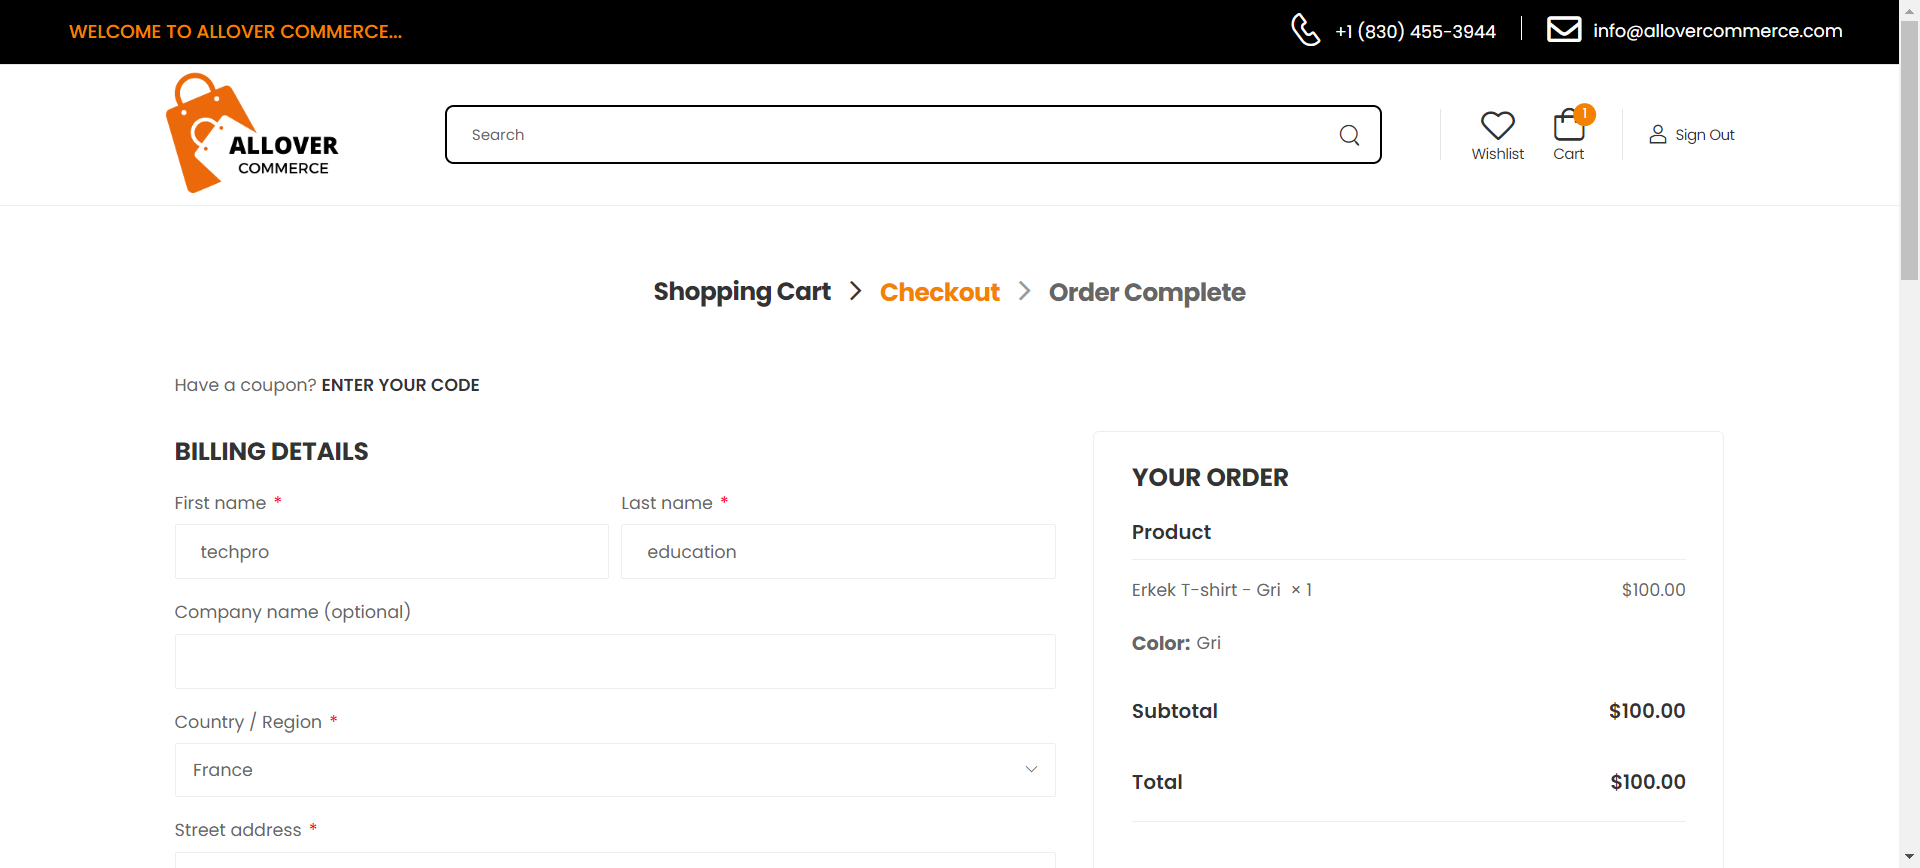 WELCOME TO ALLOVER COMMERCE...
+1 (830) 455-3944
info@allovercommerce.com
ALLOVER
COMMERCE
Search
Wishlist
1
Cart
Sign Out
Shopping Cart > Checkout > Order Complete
Have a coupon? ENTER YOUR CODE
BILLING DETAILS
First name *
Last name *
techpro
education
Company name (optional)
Country / Region *
France
Street address *
YOUR ORDER
Product
Erkek T-shirt - Gri × 1 $100.00
Color: Gri
Subtotal $100.00
Total $100.00